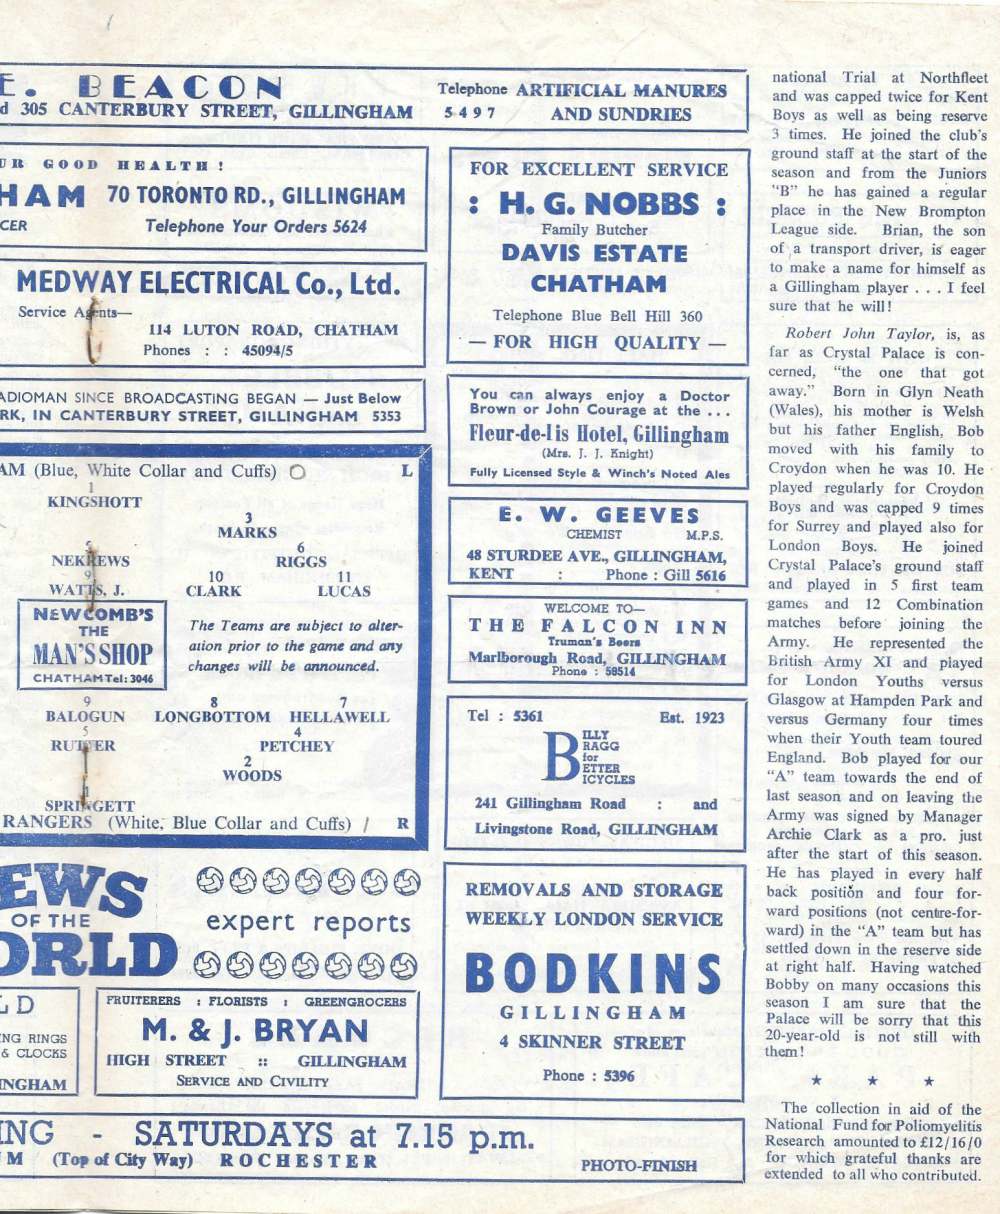 E. BEACON
d 305 CANTERBURY STREET, GILLINGHAM
Telephone ARTIFICIAL MANURES
5497 AND SUNDRIES
UR GOOD HEALTH!
HAM 70 TORONTO RD., GILLINGHAM
CER Telephone Your Orders 5624
MEDWAY ELECTRICAL Co., Ltd.
Service Agents—
114 LUTON ROAD, CHATHAM
Phones : : 45094/5
ADIOMAN SINCE BROADCASTING BEGAN — Just Below
RK, IN CANTERBURY STREET, GILLINGHAM 5353
AM (Blue, White Collar and Cuffs) O L
1
KINGSHOTT
3
MARKS
5 6
NEKREWS RIGGS
9 10 11
WATTS, J. CLARK LUCAS
NEWCOMB'S
THE
MAN'S SHOP
CHATHAM Tel: 3046
The Teams are subject to alter-
ation prior to the game and any
changes will be announced.
9 8 7
BALOGUN LONGBOTTOM HELLAWELL
5 4
RUTTER PETCHEY
2
WOODS
1
SPRINGETT
RANGERS (White, Blue Collar and Cuffs) / R
NEWS
OF THE
ORLD
expert reports
LD
NG RINGS
& CLOCKS
INGHAM
FRUITERERS : FLORISTS : GREENGROCERS
M. & J. BRYAN
HIGH STREET :: GILLINGHAM
SERVICE AND CIVILITY
ING - SATURDAYS at 7.15 p.m.
UM (Top of City Way) ROCHESTER
PHOTO-FINISH
FOR EXCELLENT SERVICE
: H. G. NOBBS :
Family Butcher
DAVIS ESTATE
CHATHAM
Telephone Blue Bell Hill 360
— FOR HIGH QUALITY —
You can always enjoy a Doctor
Brown or John Courage at the . . .
Fleur-de-lis Hotel, Gillingham
(Mrs. J. J. Knight)
Fully Licensed Style & Winch's Noted Ales
E. W. GEEVES
CHEMIST M.P.S.
48 STURDEE AVE., GILLINGHAM,
KENT : Phone : Gill 5616
WELCOME TO—
THE FALCON INN
Truman's Beers
Marlborough Road, GILLINGHAM
Phone : 58514
Tel : 5361 Est. 1923
BILLY
RAGG
for
ETTER
ICYCLES
241 Gillingham Road : and
Livingstone Road, GILLINGHAM
REMOVALS AND STORAGE
WEEKLY LONDON SERVICE
BODKINS
GILLINGHAM
4 SKINNER STREET
Phone : 5396
national Trial at Northfleet
and was capped twice for Kent
Boys as well as being reserve
3 times. He joined the club's
ground staff at the start of the
season and from the Juniors
"B" he has gained a regular
place in the New Brompton
League side. Brian, the son
of a transport driver, is eager
to make a name for himself as
a Gillingham player . . . I feel
sure that he will!
Robert John Taylor, is, as
far as Crystal Palace is con-
cerned, "the one that got
away." Born in Glyn Neath
(Wales), his mother is Welsh
but his father English, Bob
moved with his family to
Croydon when he was 10. He
played regularly for Croydon
Boys and was capped 9 times
for Surrey and played also for
London Boys. He joined
Crystal Palace's ground staff
and played in 5 first team
games and 12 Combination
matches before joining the
Army. He represented the
British Army XI and played
for London Youths versus
Glasgow at Hampden Park and
versus Germany four times
when their Youth team toured
England. Bob played for our
"A" team towards the end of
last season and on leaving the
Army was signed by Manager
Archie Clark as a pro. just
after the start of this season.
He has played in every half
back position and four for-
ward positions (not centre-for-
ward) in the "A" team but has
settled down in the reserve side
at right half. Having watched
Bobby on many occasions this
season I am sure that the
Palace will be sorry that this
20-year-old is not still with
them!
★ ★ ★
The collection in aid of the
National Fund for Poliomyelitis
Research amounted to £12/16/0
for which grateful thanks are
extended to all who contributed.